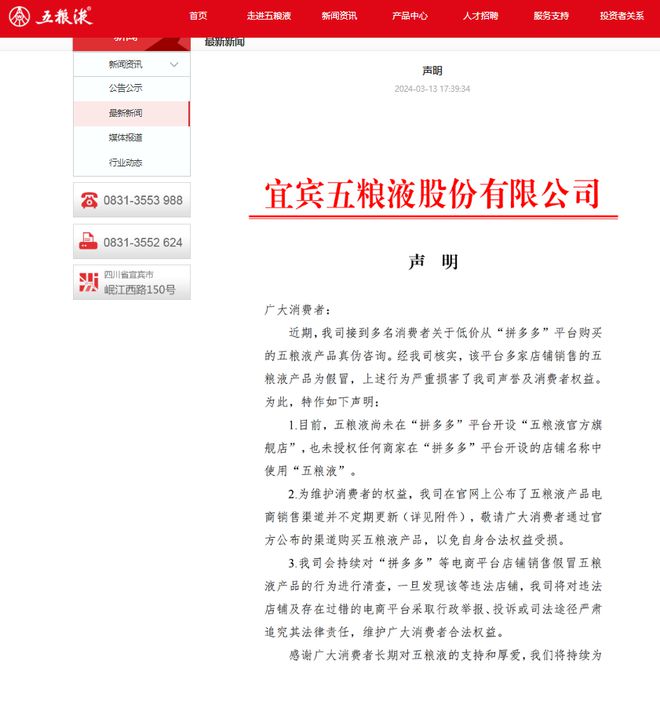 五粮液®
首页 走进五粮液 新闻资讯 产品中心 人才招聘 服务支持 投资者关系
新闻
新闻资讯
公告公示
最新新闻
媒体报道
行业动态
0831-3553 988
0831-3552 624
四川省宜宾市
岷江西路150号
最新新闻
声明
2024-03-13 17:39:34
宜宾五粮液股份有限公司
声 明
广大消费者：
近期，我司接到多名消费者关于低价从“拼多多”平台购买
的五粮液产品真伪咨询。经我司核实，该平台多家店铺销售的五
粮液产品为假冒，上述行为严重损害了我司声誉及消费者权益。
为此，特作如下声明：
1.目前，五粮液尚未在“拼多多”平台开设“五粮液官方旗
舰店”，也未授权任何商家在“拼多多”平台开设的店铺名称中
使用“五粮液”。
2.为维护消费者的权益，我司在官网上公布了五粮液产品电
商销售渠道并不定期更新（详见附件），敬请广大消费者通过官
方公布的渠道购买五粮液产品，以免自身合法权益受损。
3.我司会持续对“拼多多”等电商平台店铺销售假冒五粮
液产品的行为进行清查，一旦发现该等违法店铺，我司将对违法
店铺及存在过错的电商平台采取行政举报、投诉或司法途径严肃
追究其法律责任，维护广大消费者合法权益。
感谢广大消费者长期对五粮液的支持和厚爱，我们将持续为